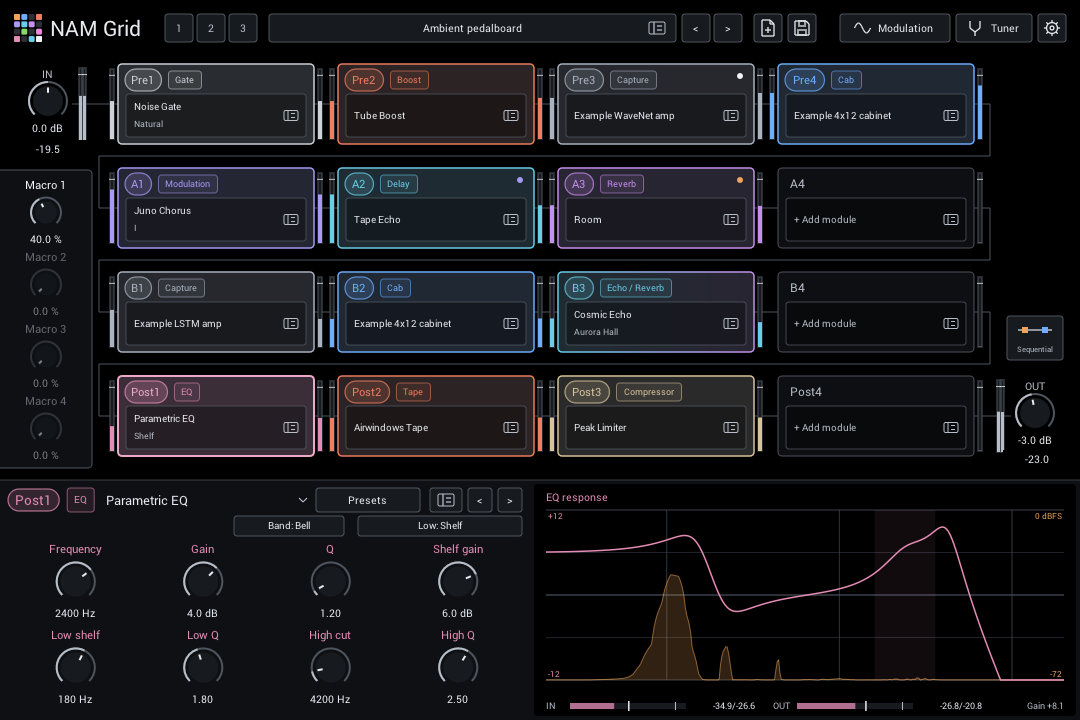 NAM Grid
1
2
3
Ambient pedalboard
<
>
Modulation
Tuner
IN
0.0 dB
-19.5
Pre1
Gate
Noise Gate
Natural
Pre2
Boost
Tube Boost
Pre3
Capture
Example WaveNet amp
Pre4
Cab
Example 4x12 cabinet
Macro 1
40.0 %
Macro 2
0.0 %
Macro 3
0.0 %
Macro 4
0.0 %
A1
Modulation
Juno Chorus
I
A2
Delay
Tape Echo
A3
Reverb
Room
A4
+ Add module
B1
Capture
Example LSTM amp
B2
Cab
Example 4x12 cabinet
B3
Echo / Reverb
Cosmic Echo
Aurora Hall
B4
+ Add module
Sequential
Post1
EQ
Parametric EQ
Shelf
Post2
Tape
Airwindows Tape
Post3
Compressor
Peak Limiter
Post4
+ Add module
OUT
-3.0 dB
-23.0
Post1
EQ
Parametric EQ
Presets
<
>
Band: Bell
Low: Shelf
Frequency
Gain
Q
Shelf gain
2400 Hz
4.0 dB
1.20
6.0 dB
Low shelf
Low Q
High cut
High Q
180 Hz
1.80
4200 Hz
2.50
EQ response
+12
0 dBFS
-12
-72
IN
-34.9/-26.6
OUT
-26.8/-20.8
Gain +8.1